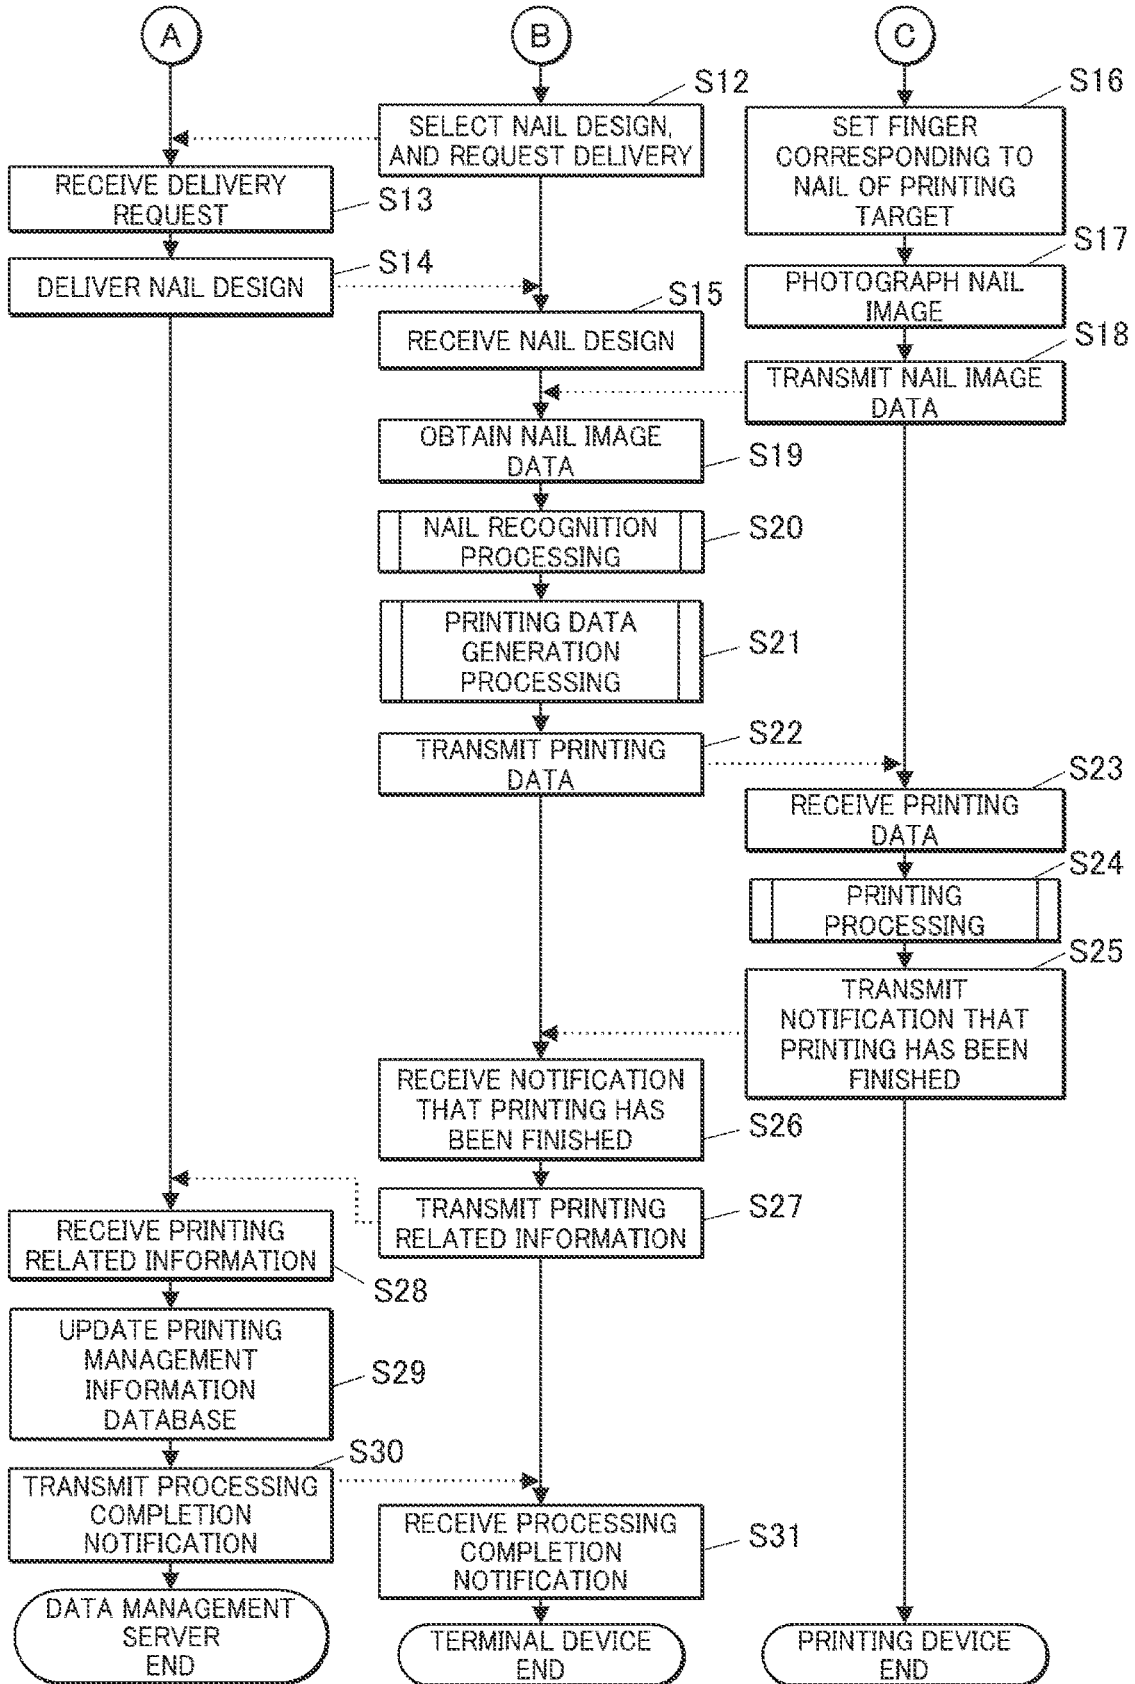 A
B
C
S12
SELECT NAIL DESIGN,
AND REQUEST DELIVERY
S16
SET FINGER
CORRESPONDING TO
NAIL OF PRINTING
TARGET
RECEIVE DELIVERY
REQUEST
S13
S14
DELIVER NAIL DESIGN
S17
PHOTOGRAPH NAIL
IMAGE
S15
RECEIVE NAIL DESIGN
S18
TRANSMIT NAIL IMAGE
DATA
OBTAIN NAIL IMAGE
DATA
S19
NAIL RECOGNITION
PROCESSING
S20
PRINTING DATA
GENERATION
PROCESSING
S21
S22
TRANSMIT PRINTING
DATA
S23
RECEIVE PRINTING
DATA
S24
PRINTING
PROCESSING
S25
TRANSMIT
NOTIFICATION THAT
PRINTING HAS BEEN
FINISHED
RECEIVE NOTIFICATION
THAT PRINTING HAS
BEEN FINISHED
S26
TRANSMIT PRINTING
RELATED INFORMATION
S27
RECEIVE PRINTING
RELATED INFORMATION
S28
UPDATE PRINTING
MANAGEMENT
INFORMATION
DATABASE
S29
S30
TRANSMIT PROCESSING
COMPLETION
NOTIFICATION
RECEIVE PROCESSING
COMPLETION
NOTIFICATION
S31
DATA MANAGEMENT
SERVER
END
TERMINAL DEVICE
END
PRINTING DEVICE
END